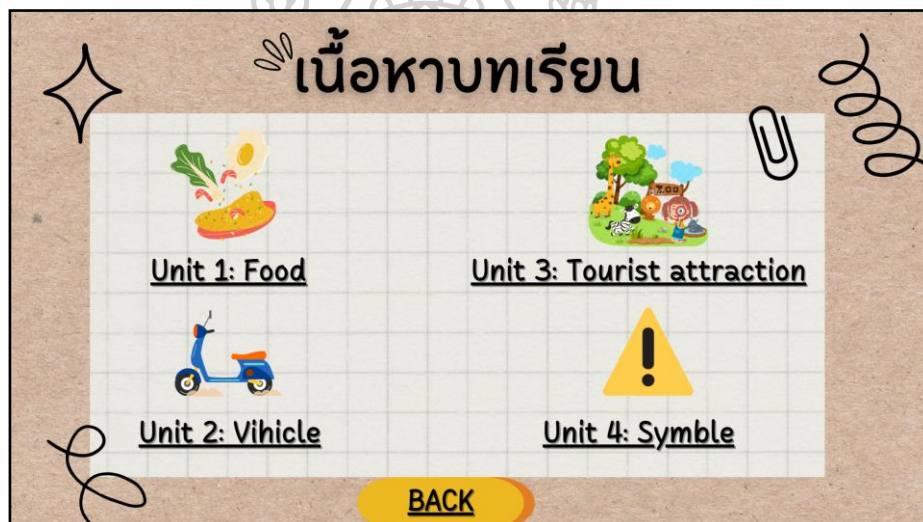 เนื้อหาบทเรียน
ZOO
Unit 1: Food
Unit 3: Tourist attraction
Unit 2: Vihicle
Unit 4: Symble
BACK